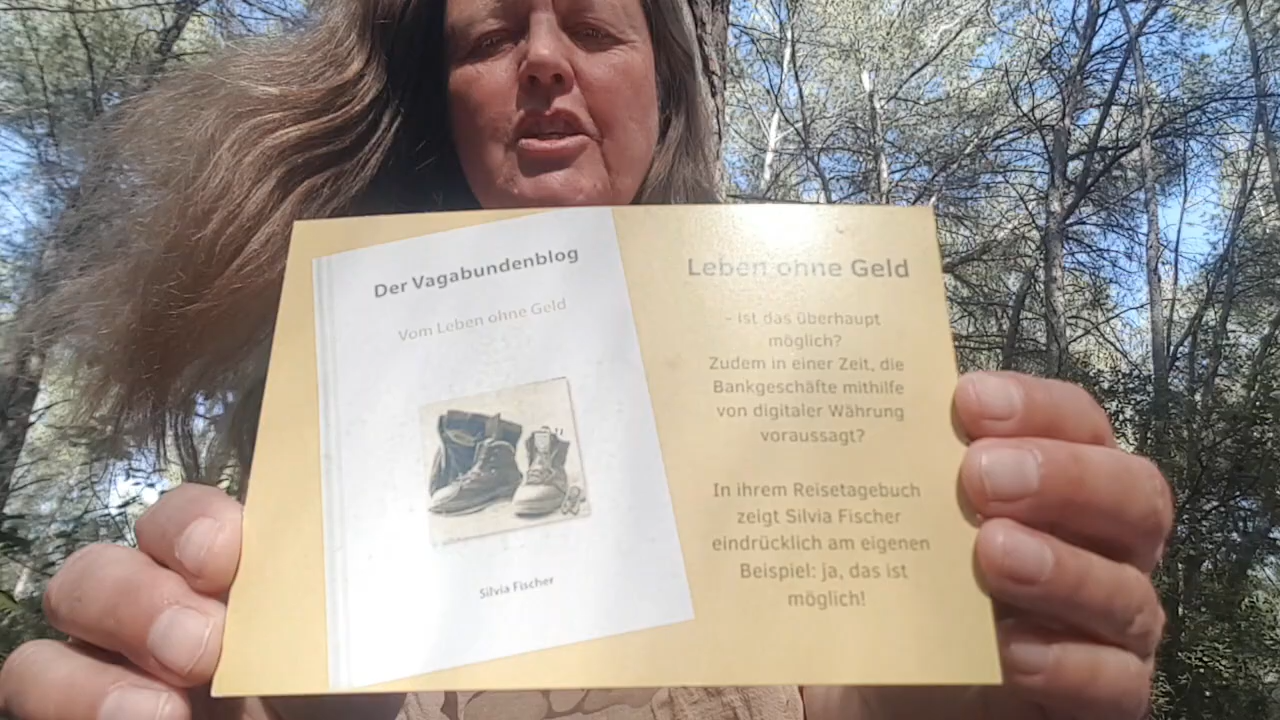 Der Vagabundenblog
Vom Leben ohne Geld
Silvia Fischer
Leben ohne Geld
– ist das überhaupt
möglich?
Zudem in einer Zeit, die
Bankgeschäfte mithilfe
von digitaler Währung
voraussagt?
In ihrem Reisetagebuch
zeigt Silvia Fischer
eindrücklich am eigenen
Beispiel: ja, das ist
möglich!